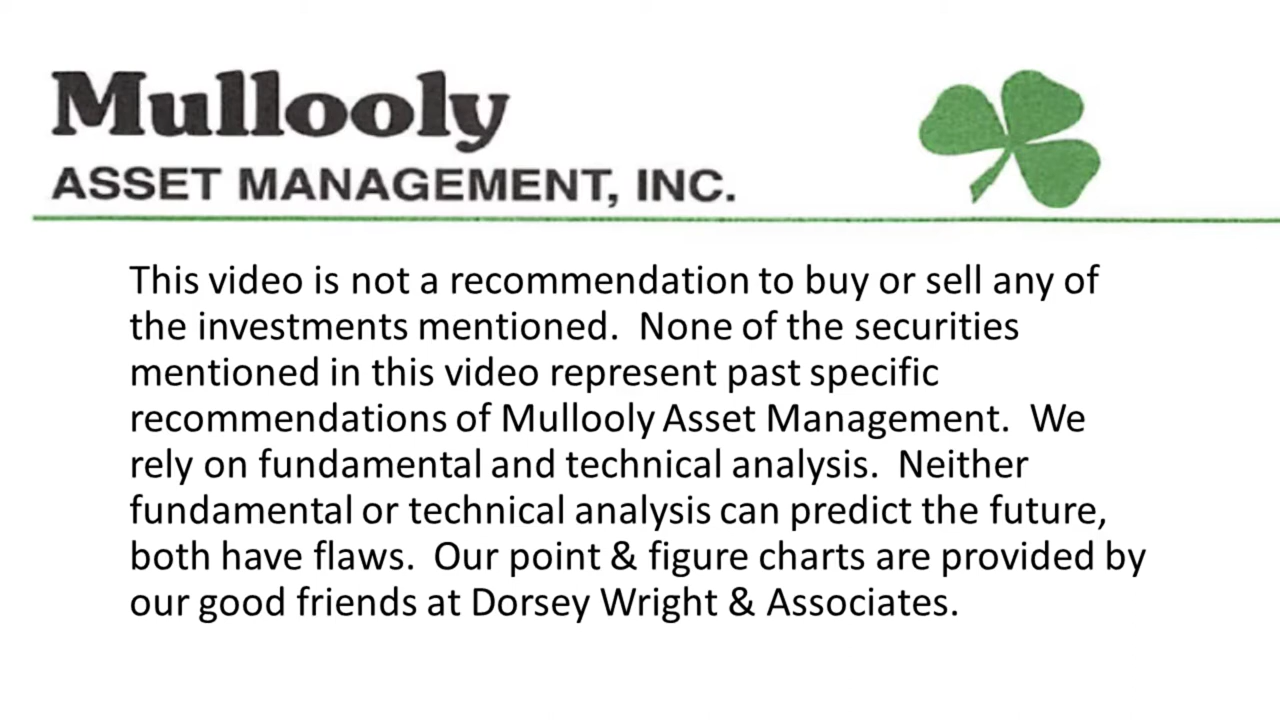 Mullooly
ASSET MANAGEMENT, INC.
This video is not a recommendation to buy or sell any of
the investments mentioned.  None of the securities
mentioned in this video represent past specific
recommendations of Mullooly Asset Management.  We
rely on fundamental and technical analysis.  Neither
fundamental or technical analysis can predict the future,
both have flaws.  Our point & figure charts are provided by
our good friends at Dorsey Wright & Associates.